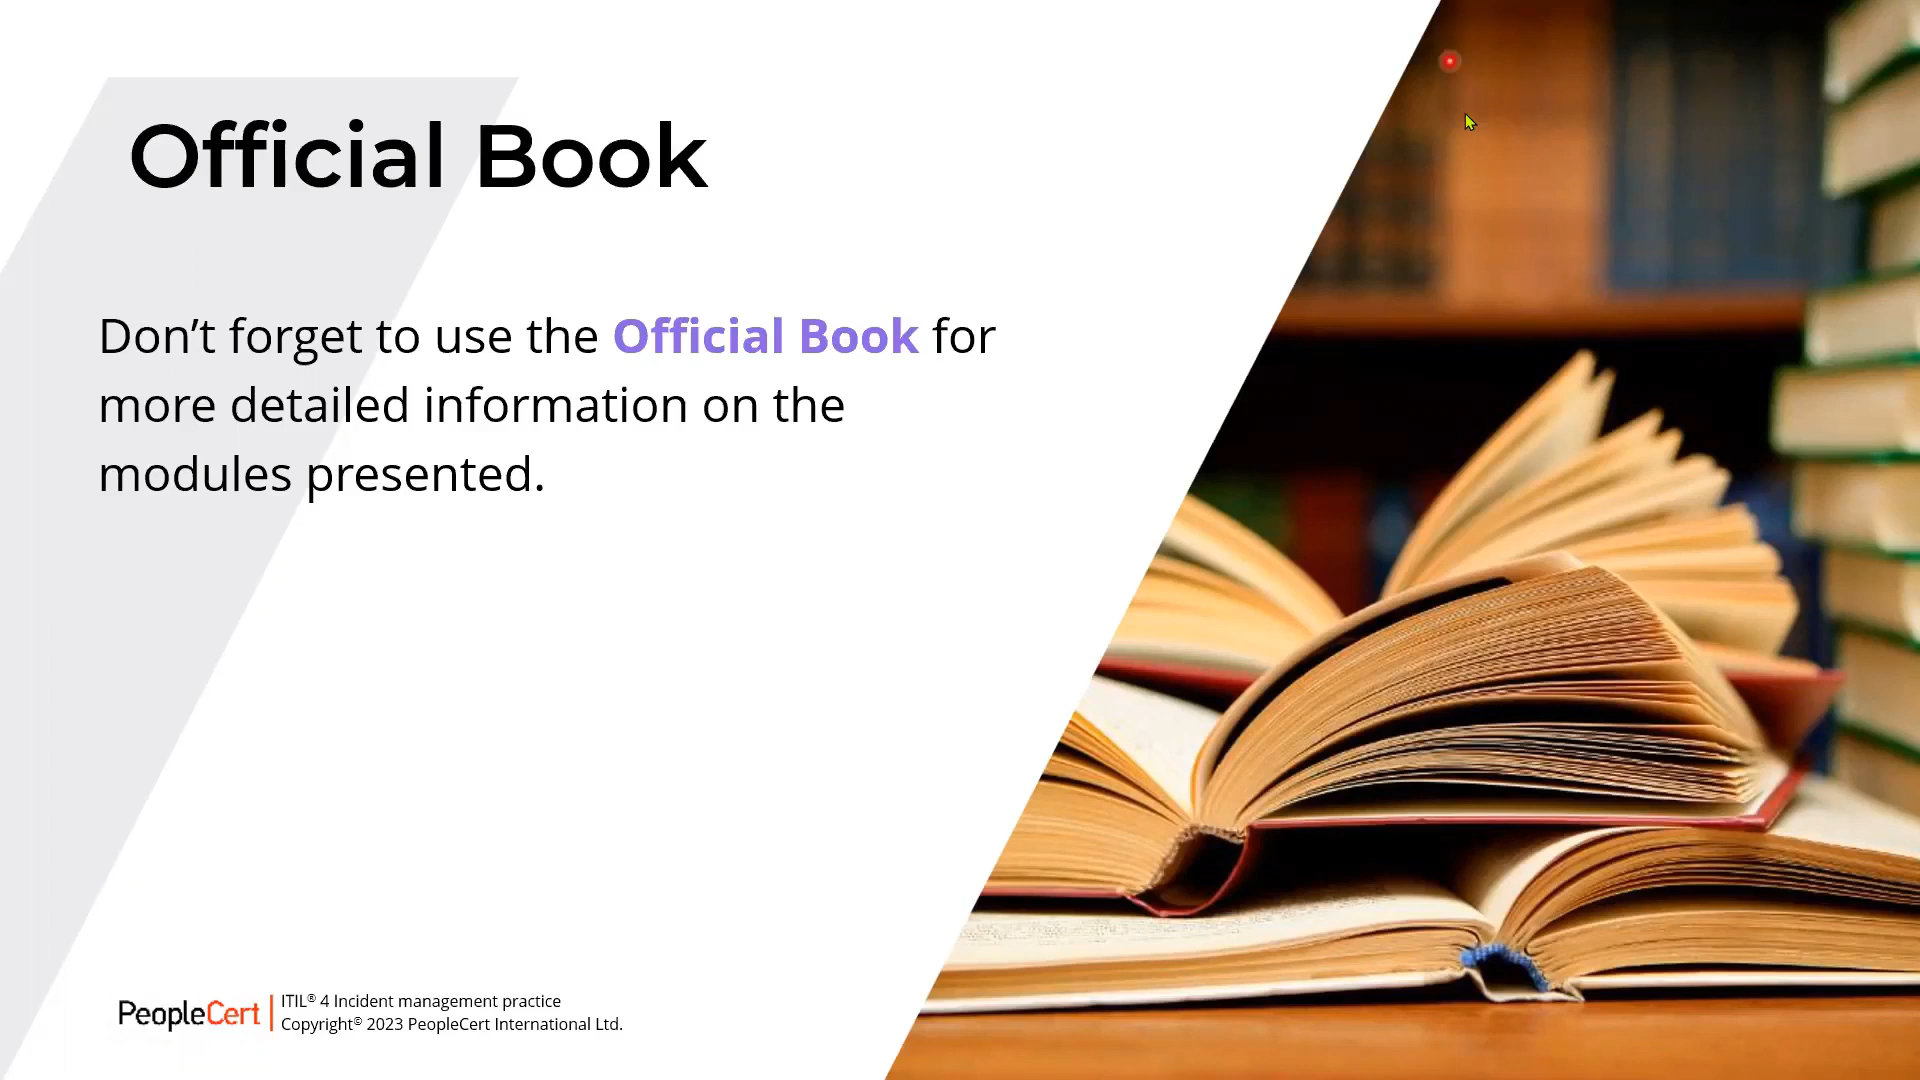 Official Book
Don’t forget to use the Official Book for
more detailed information on the
modules presented.
PeopleCert
ITIL® 4 Incident management practice
Copyright© 2023 PeopleCert International Ltd.